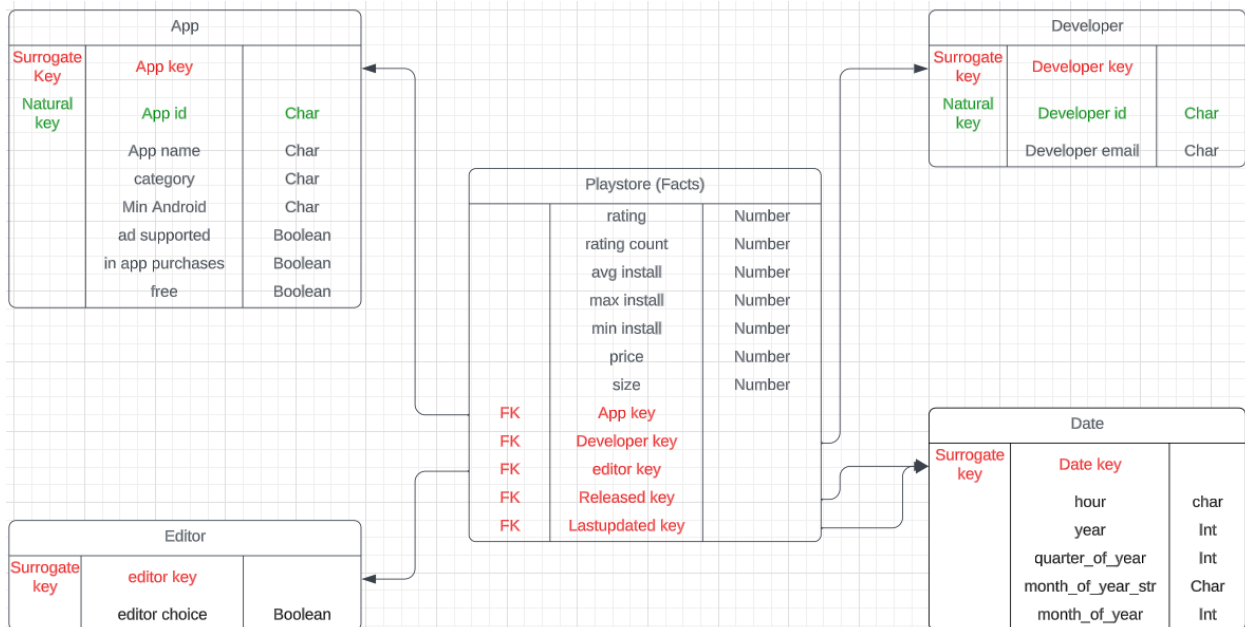 App
Surrogate
Key
App key
Natural
key
App id
Char
App name
Char
category
Char
Min Android
Char
ad supported
Boolean
in app purchases
Boolean
free
Boolean
Developer
Surrogate
key
Developer key
Natural
key
Developer id
Char
Developer email
Char
Playstore (Facts)
rating
Number
rating count
Number
avg install
Number
max install
Number
min install
Number
price
Number
size
Number
FK
App key
FK
Developer key
FK
editor key
FK
Released key
FK
Lastupdated key
Editor
Surrogate
key
editor key
editor choice
Boolean
Date
Surrogate
key
Date key
hour
char
year
Int
quarter_of_year
Int
month_of_year_str
Char
month_of_year
Int